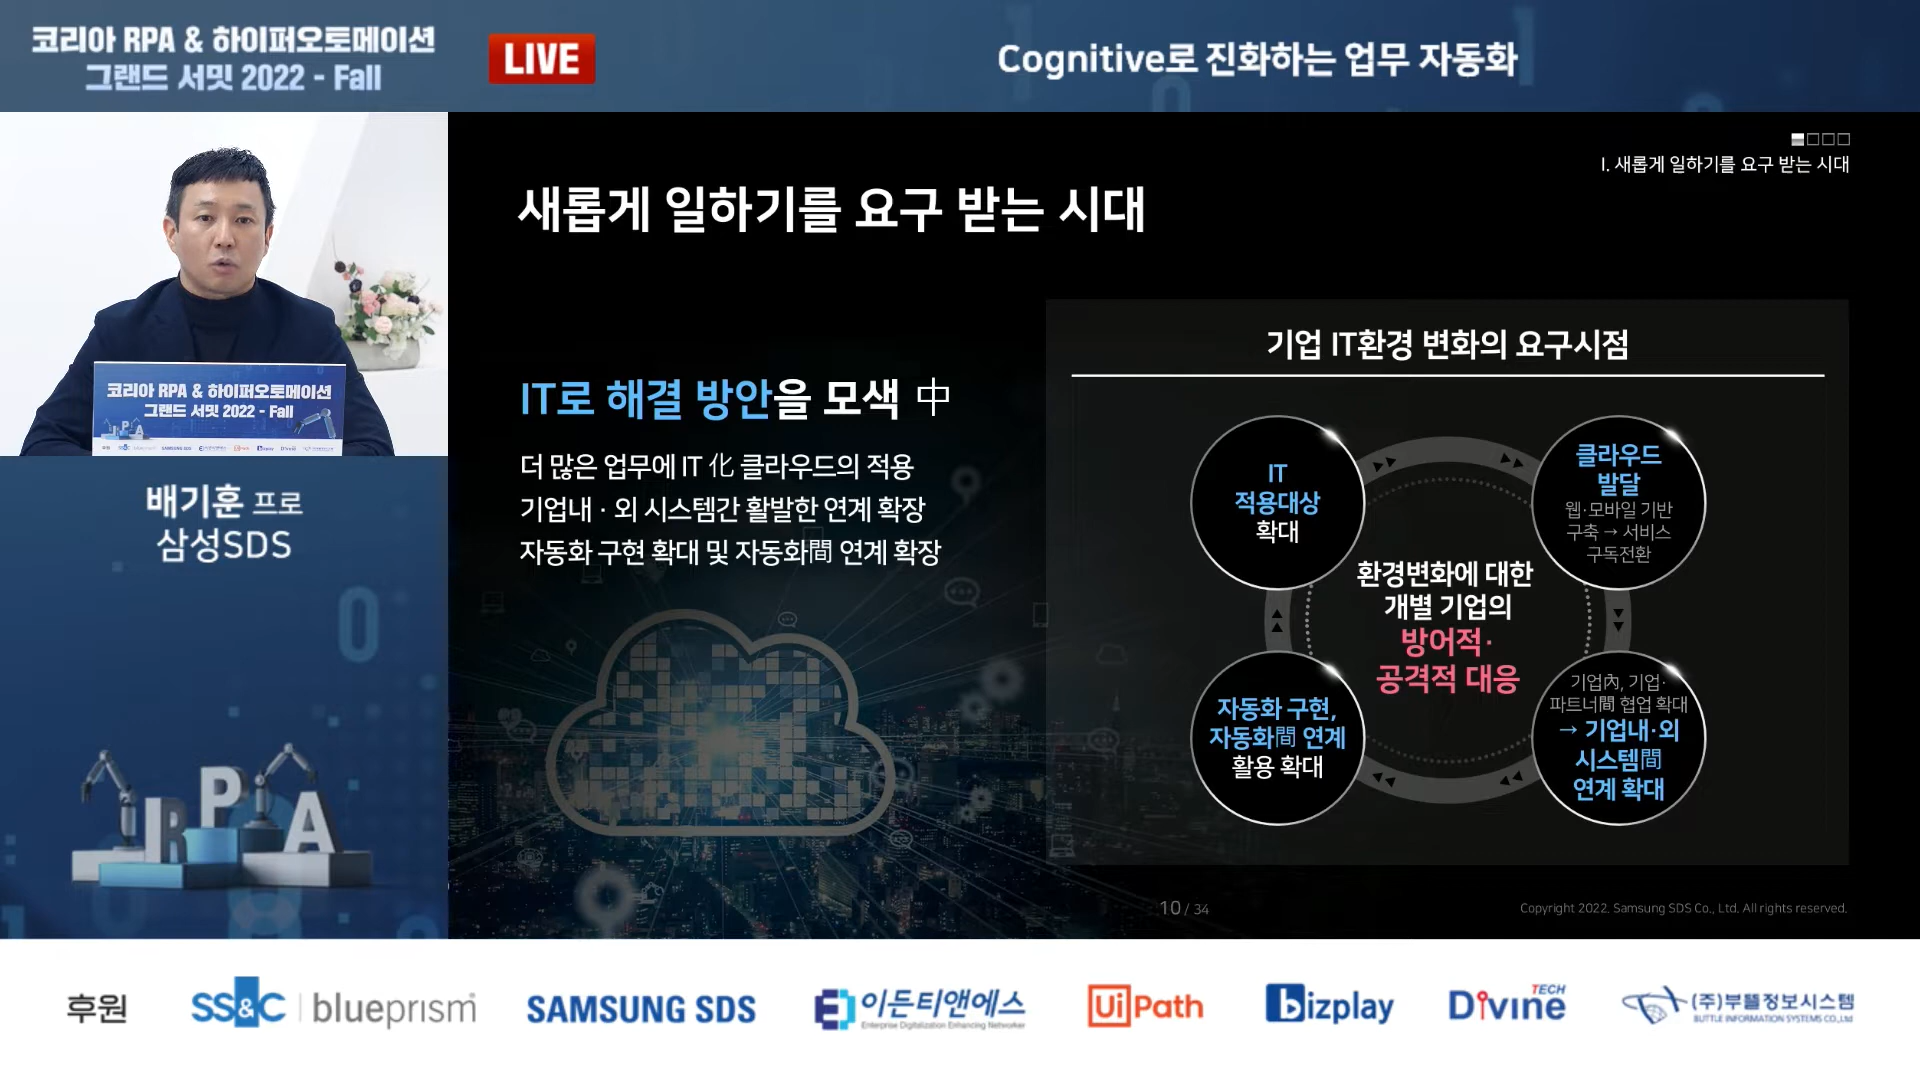 코리아 RPA & 하이퍼오토메이션
그랜드 서밋 2022 - Fall
LIVE
Cognitive로 진화하는 업무 자동화
I. 새롭게 일하기를 요구 받는 시대
새롭게 일하기를 요구 받는 시대
코리아 RPA & 하이퍼오토메이션
그랜드 서밋 2022 - Fall
RPA
배기훈 프로
삼성SDS
RPA
IT로 해결 방안을 모색 中
더 많은 업무에 IT 化 클라우드의 적용
기업내 · 외 시스템간 활발한 연계 확장
자동화 구현 확대 및 자동화間 연계 확장
기업 IT환경 변화의 요구시점
IT
적용대상
확대
클라우드
발달
웹·모바일 기반
구축 → 서비스
구독전환
환경변화에 대한
개별 기업의
방어적·
공격적 대응
자동화 구현,
자동화間 연계
활용 확대
기업內, 기업·
파트너間 협업 확대
→ 기업내·외
시스템間
연계 확대
10 / 34
Copyright 2022. Samsung SDS Co., Ltd. All rights reserved.
후원
SS&C | blueprism
SAMSUNG SDS
이든티앤에스
Enterprise Digitalization Enhancing Networker
UiPath
bizplay
Divine TECH
(주)부뜰정보시스템
BUTTLE INFORMATION SYSTEMS CO.,Ltd